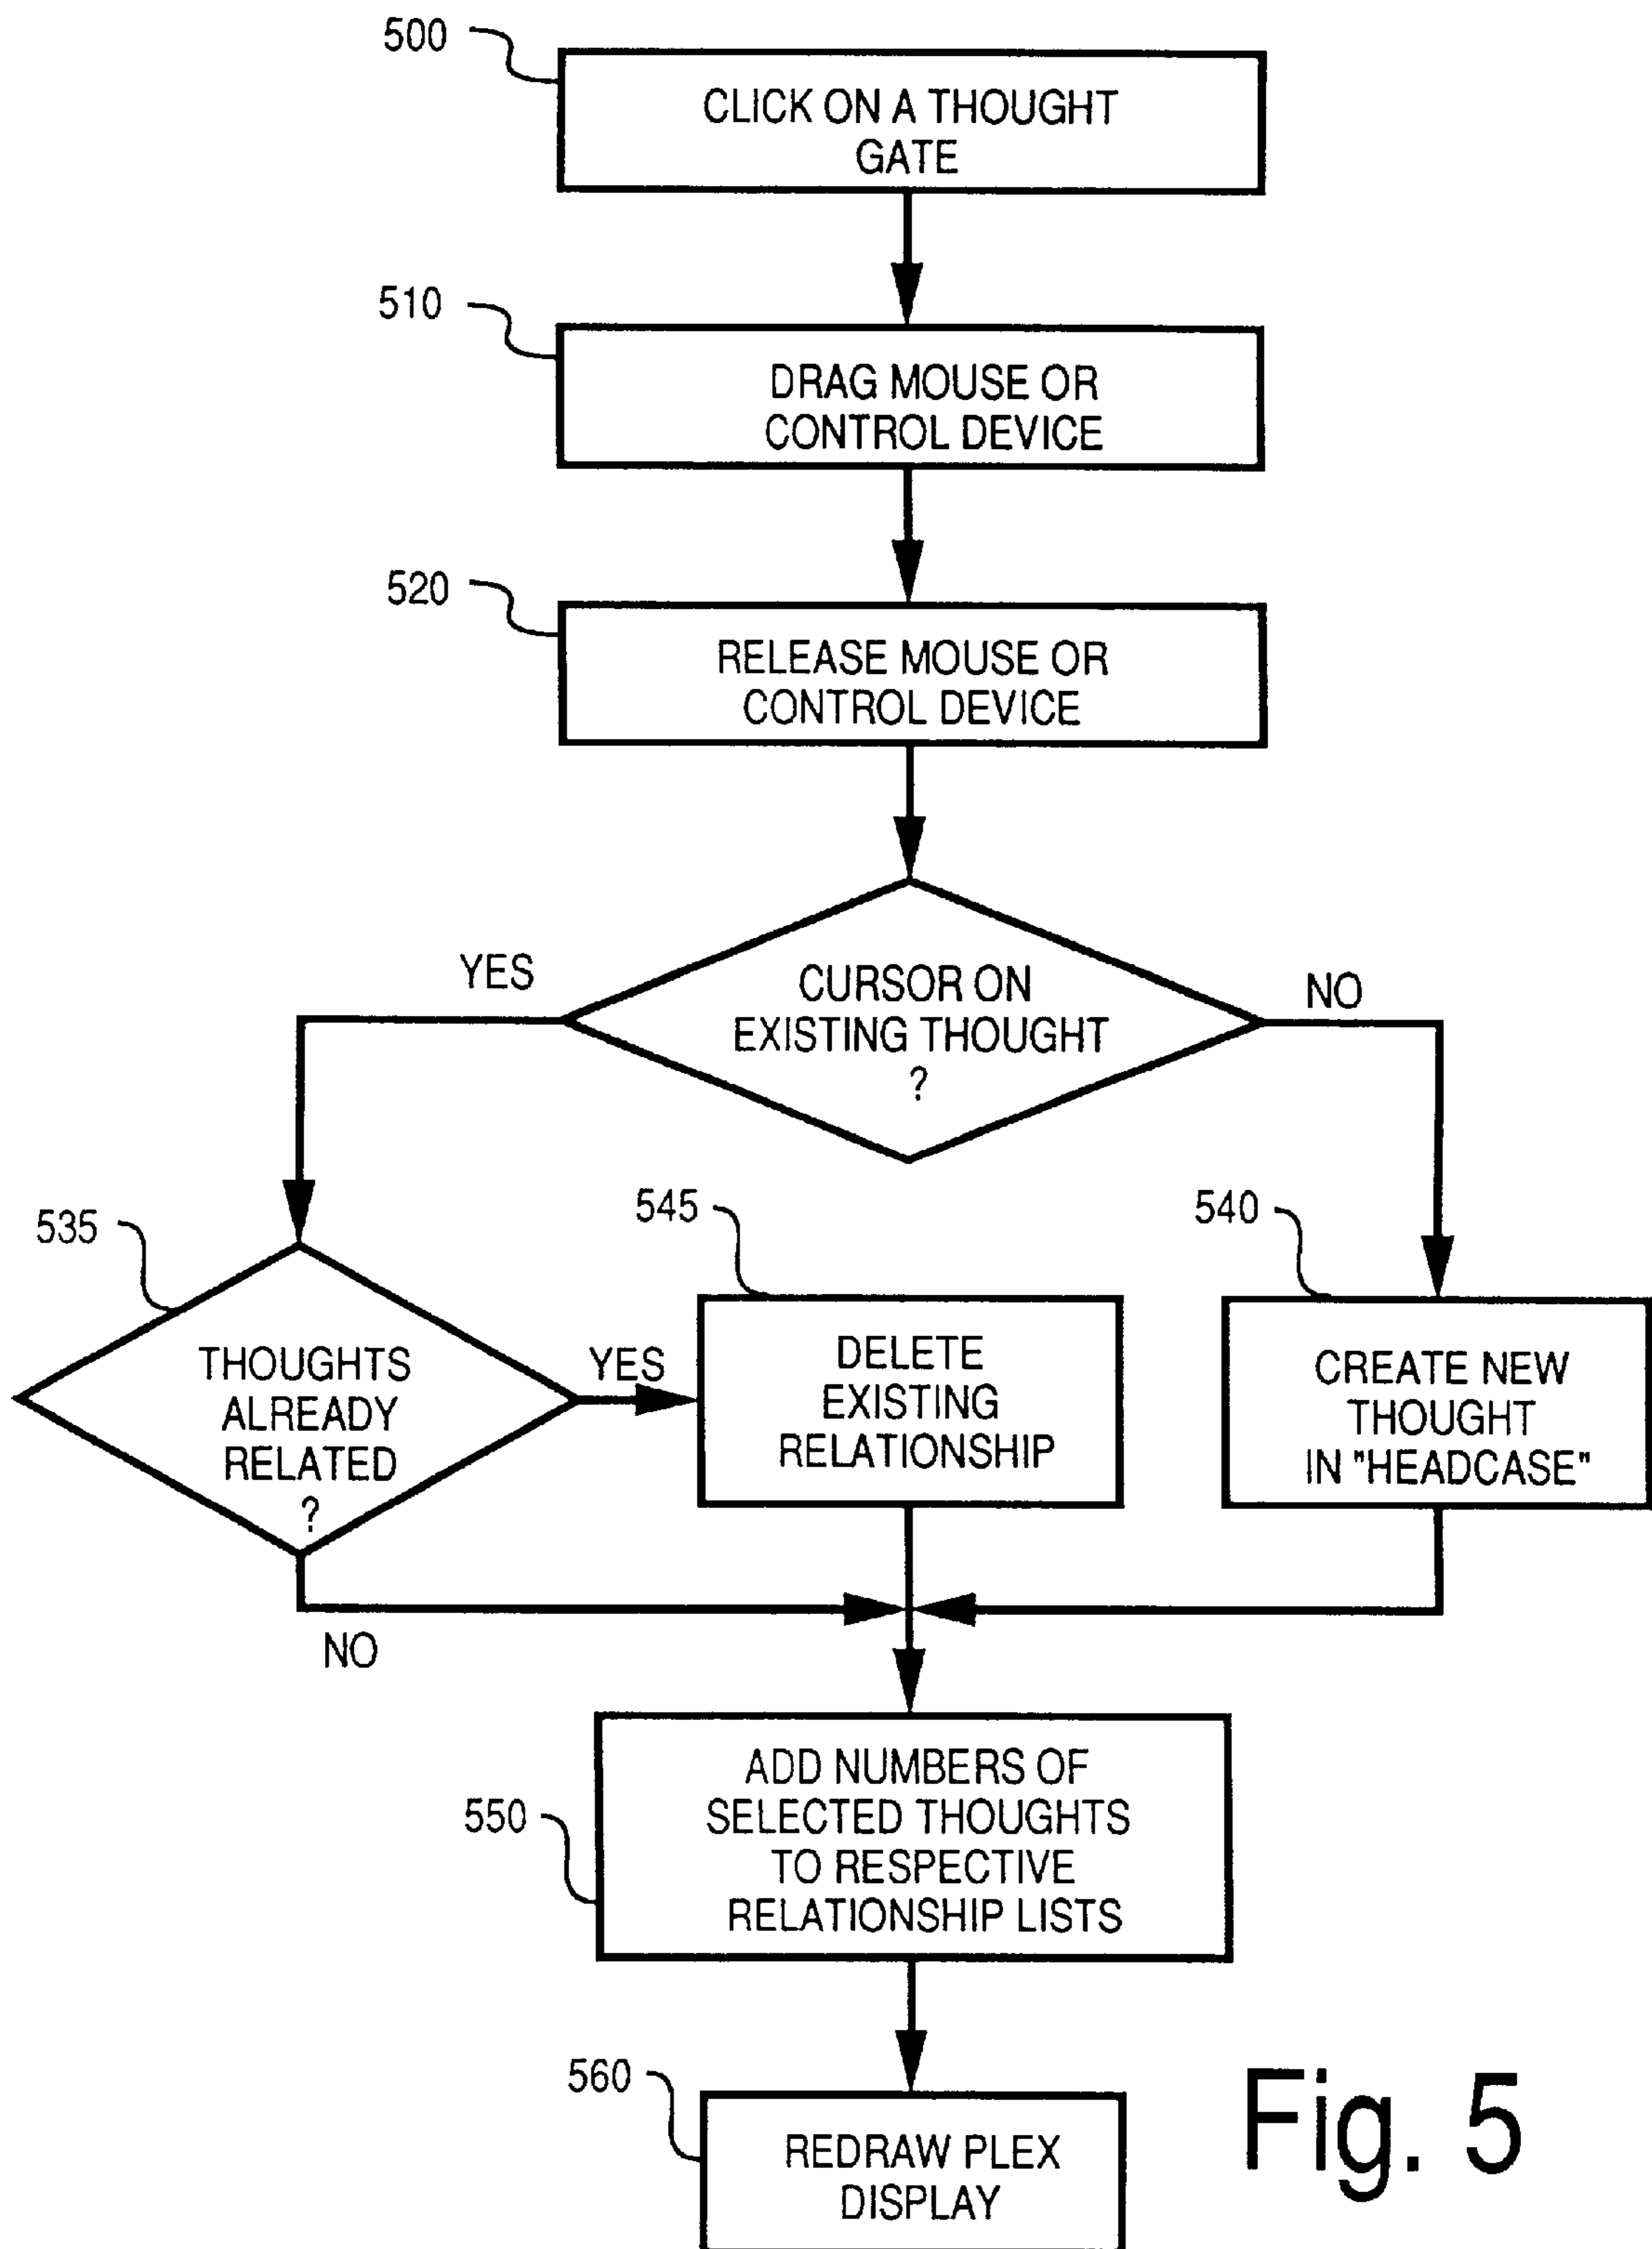 500
CLICK ON A THOUGHT
GATE
510
DRAG MOUSE OR
CONTROL DEVICE
520
RELEASE MOUSE OR
CONTROL DEVICE
YES
CURSOR ON
EXISTING THOUGHT
?
NO
535
THOUGHTS
ALREADY
RELATED
?
YES
545
DELETE
EXISTING
RELATIONSHIP
540
CREATE NEW
THOUGHT
IN "HEADCASE"
NO
550
ADD NUMBERS OF
SELECTED THOUGHTS
TO RESPECTIVE
RELATIONSHIP LISTS
560
REDRAW PLEX
DISPLAY
Fig. 5